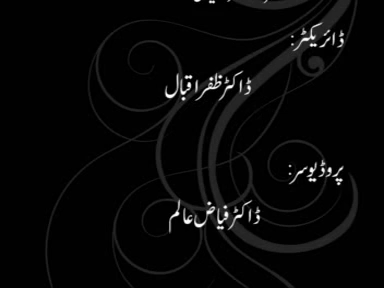 ڈائریکٹر:
ڈاکٹر ظفر اقبال
پروڈیوسر:
ڈاکٹر فیاض عالم